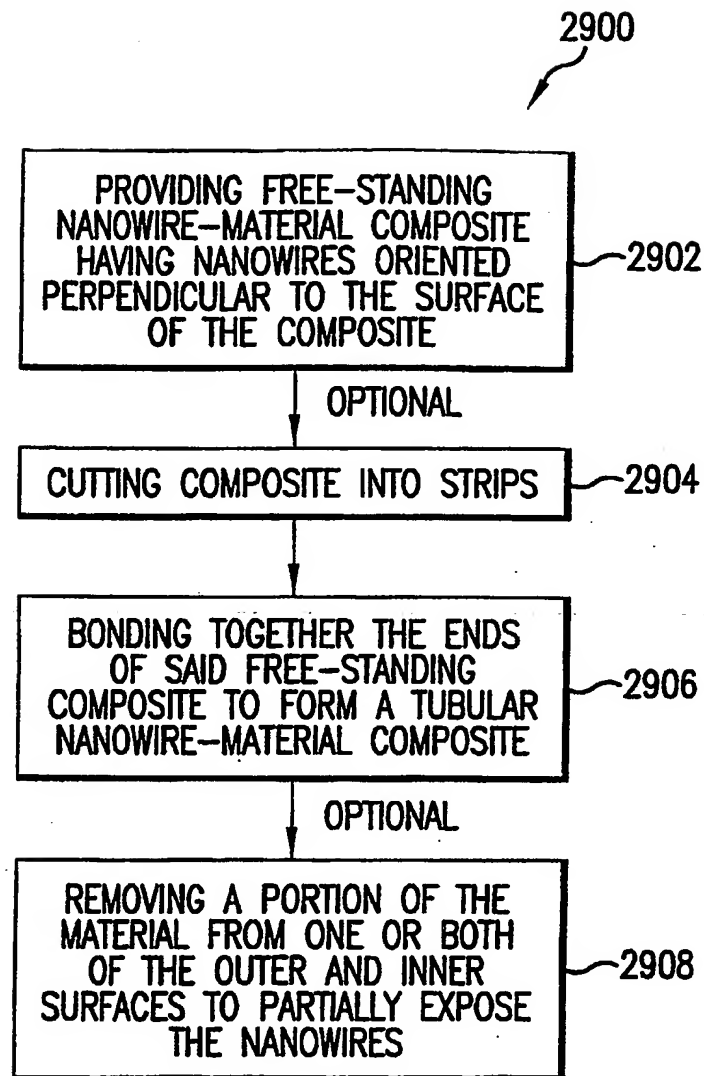 2900
PROVIDING FREE-STANDING
NANOWIRE-MATERIAL COMPOSITE
HAVING NANOWIRES ORIENTED
PERPENDICULAR TO THE SURFACE
OF THE COMPOSITE
2902
OPTIONAL
CUTTING COMPOSITE INTO STRIPS
2904
BONDING TOGETHER THE ENDS
OF SAID FREE-STANDING
COMPOSITE TO FORM A TUBULAR
NANOWIRE-MATERIAL COMPOSITE
2906
OPTIONAL
REMOVING A PORTION OF THE
MATERIAL FROM ONE OR BOTH
OF THE OUTER AND INNER
SURFACES TO PARTIALLY EXPOSE
THE NANOWIRES
2908